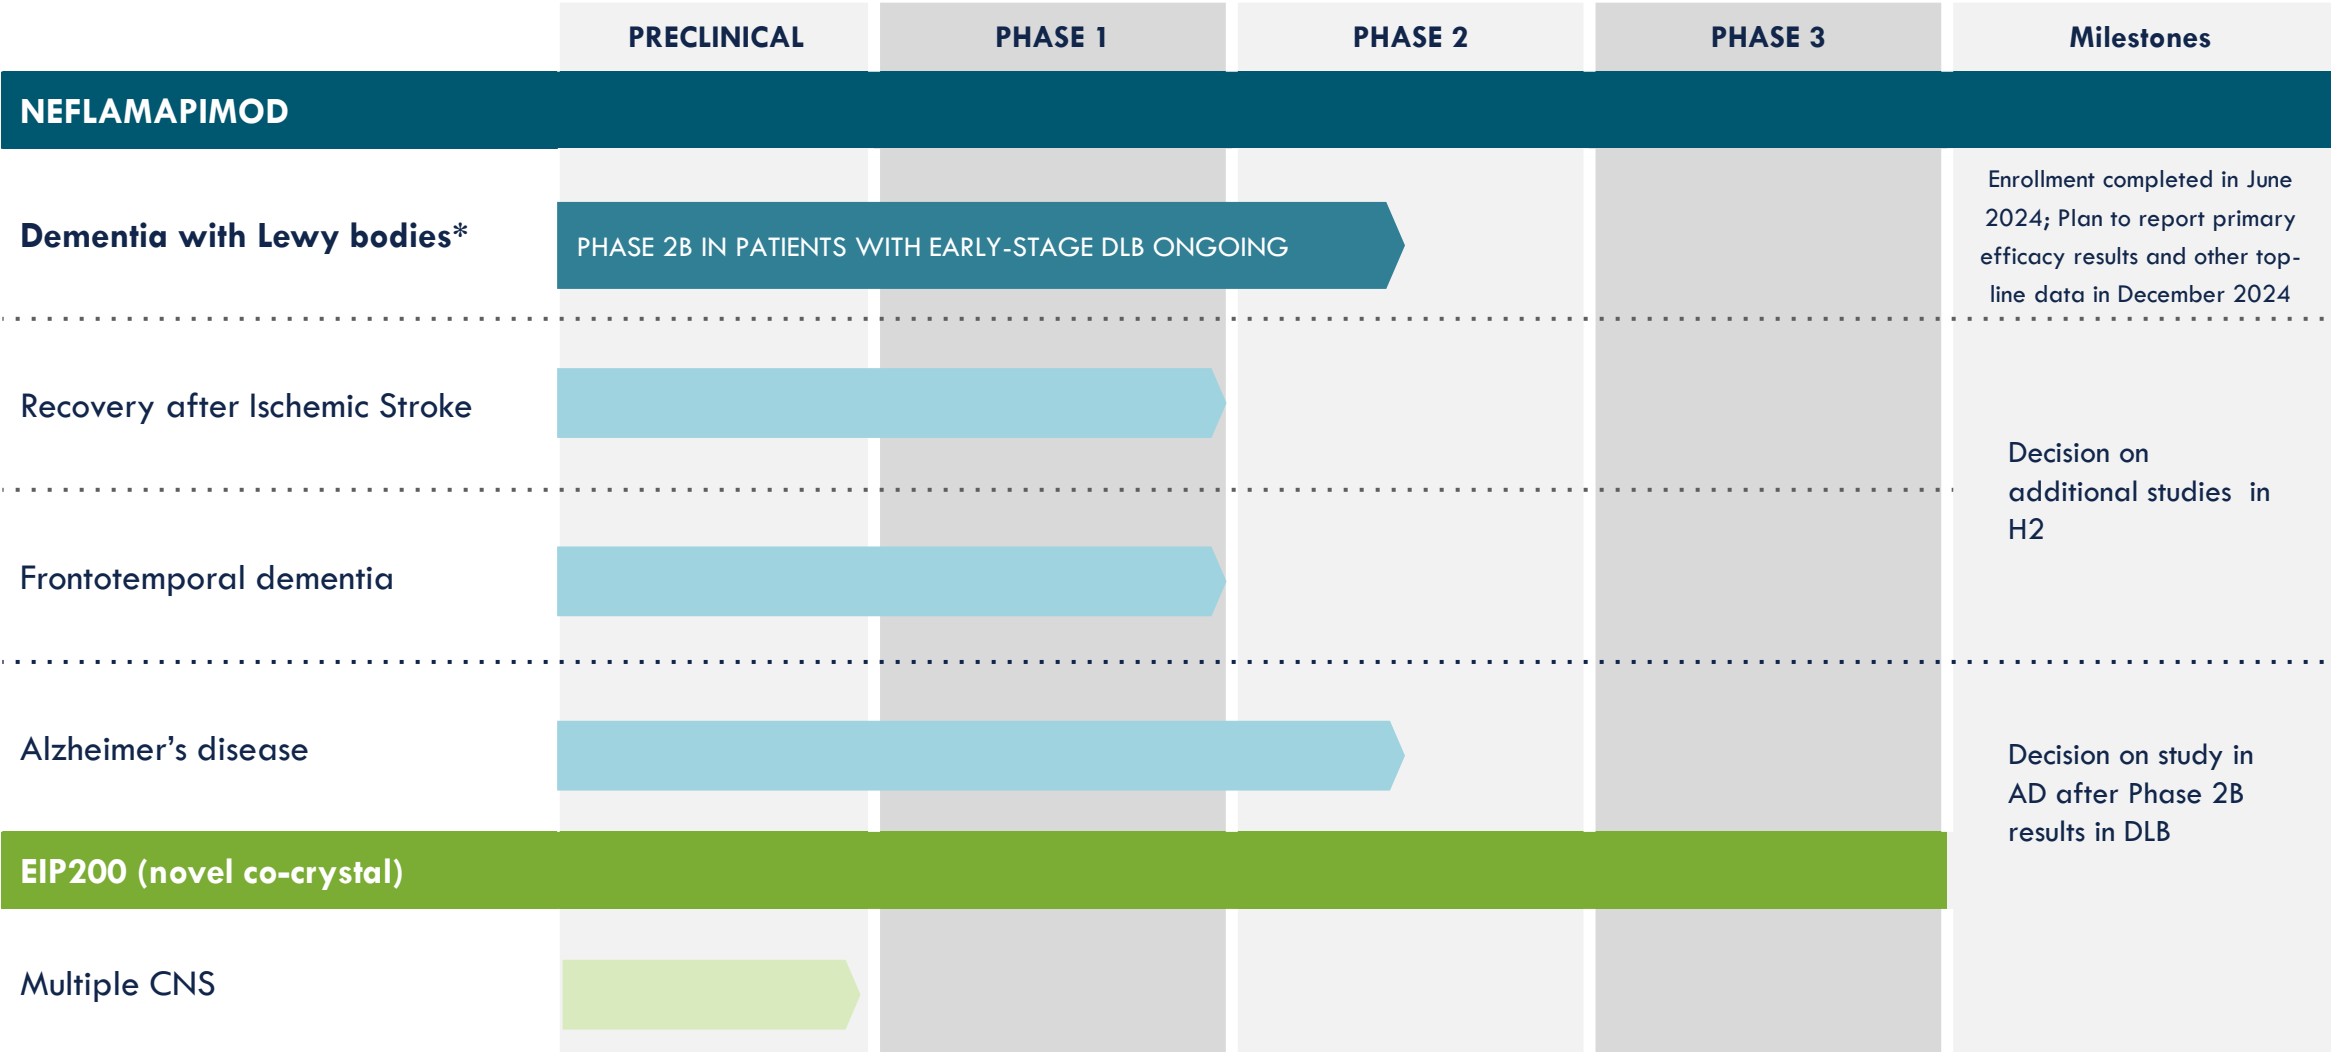 PRECLINICAL
PHASE 1
PHASE 2
PHASE 3
Milestones
NEFLAMAPIMOD
Dementia with Lewy bodies*
PHASE 2B IN PATIENTS WITH EARLY-STAGE DLB ONGOING
Enrollment completed in June
2024; Plan to report primary
efficacy results and other top-
line data in December 2024
Recovery after Ischemic Stroke
Decision on
additional studies  in
H2
Frontotemporal dementia
Alzheimer’s disease
Decision on study in
AD after Phase 2B
results in DLB
EIP200 (novel co-crystal)
Multiple CNS